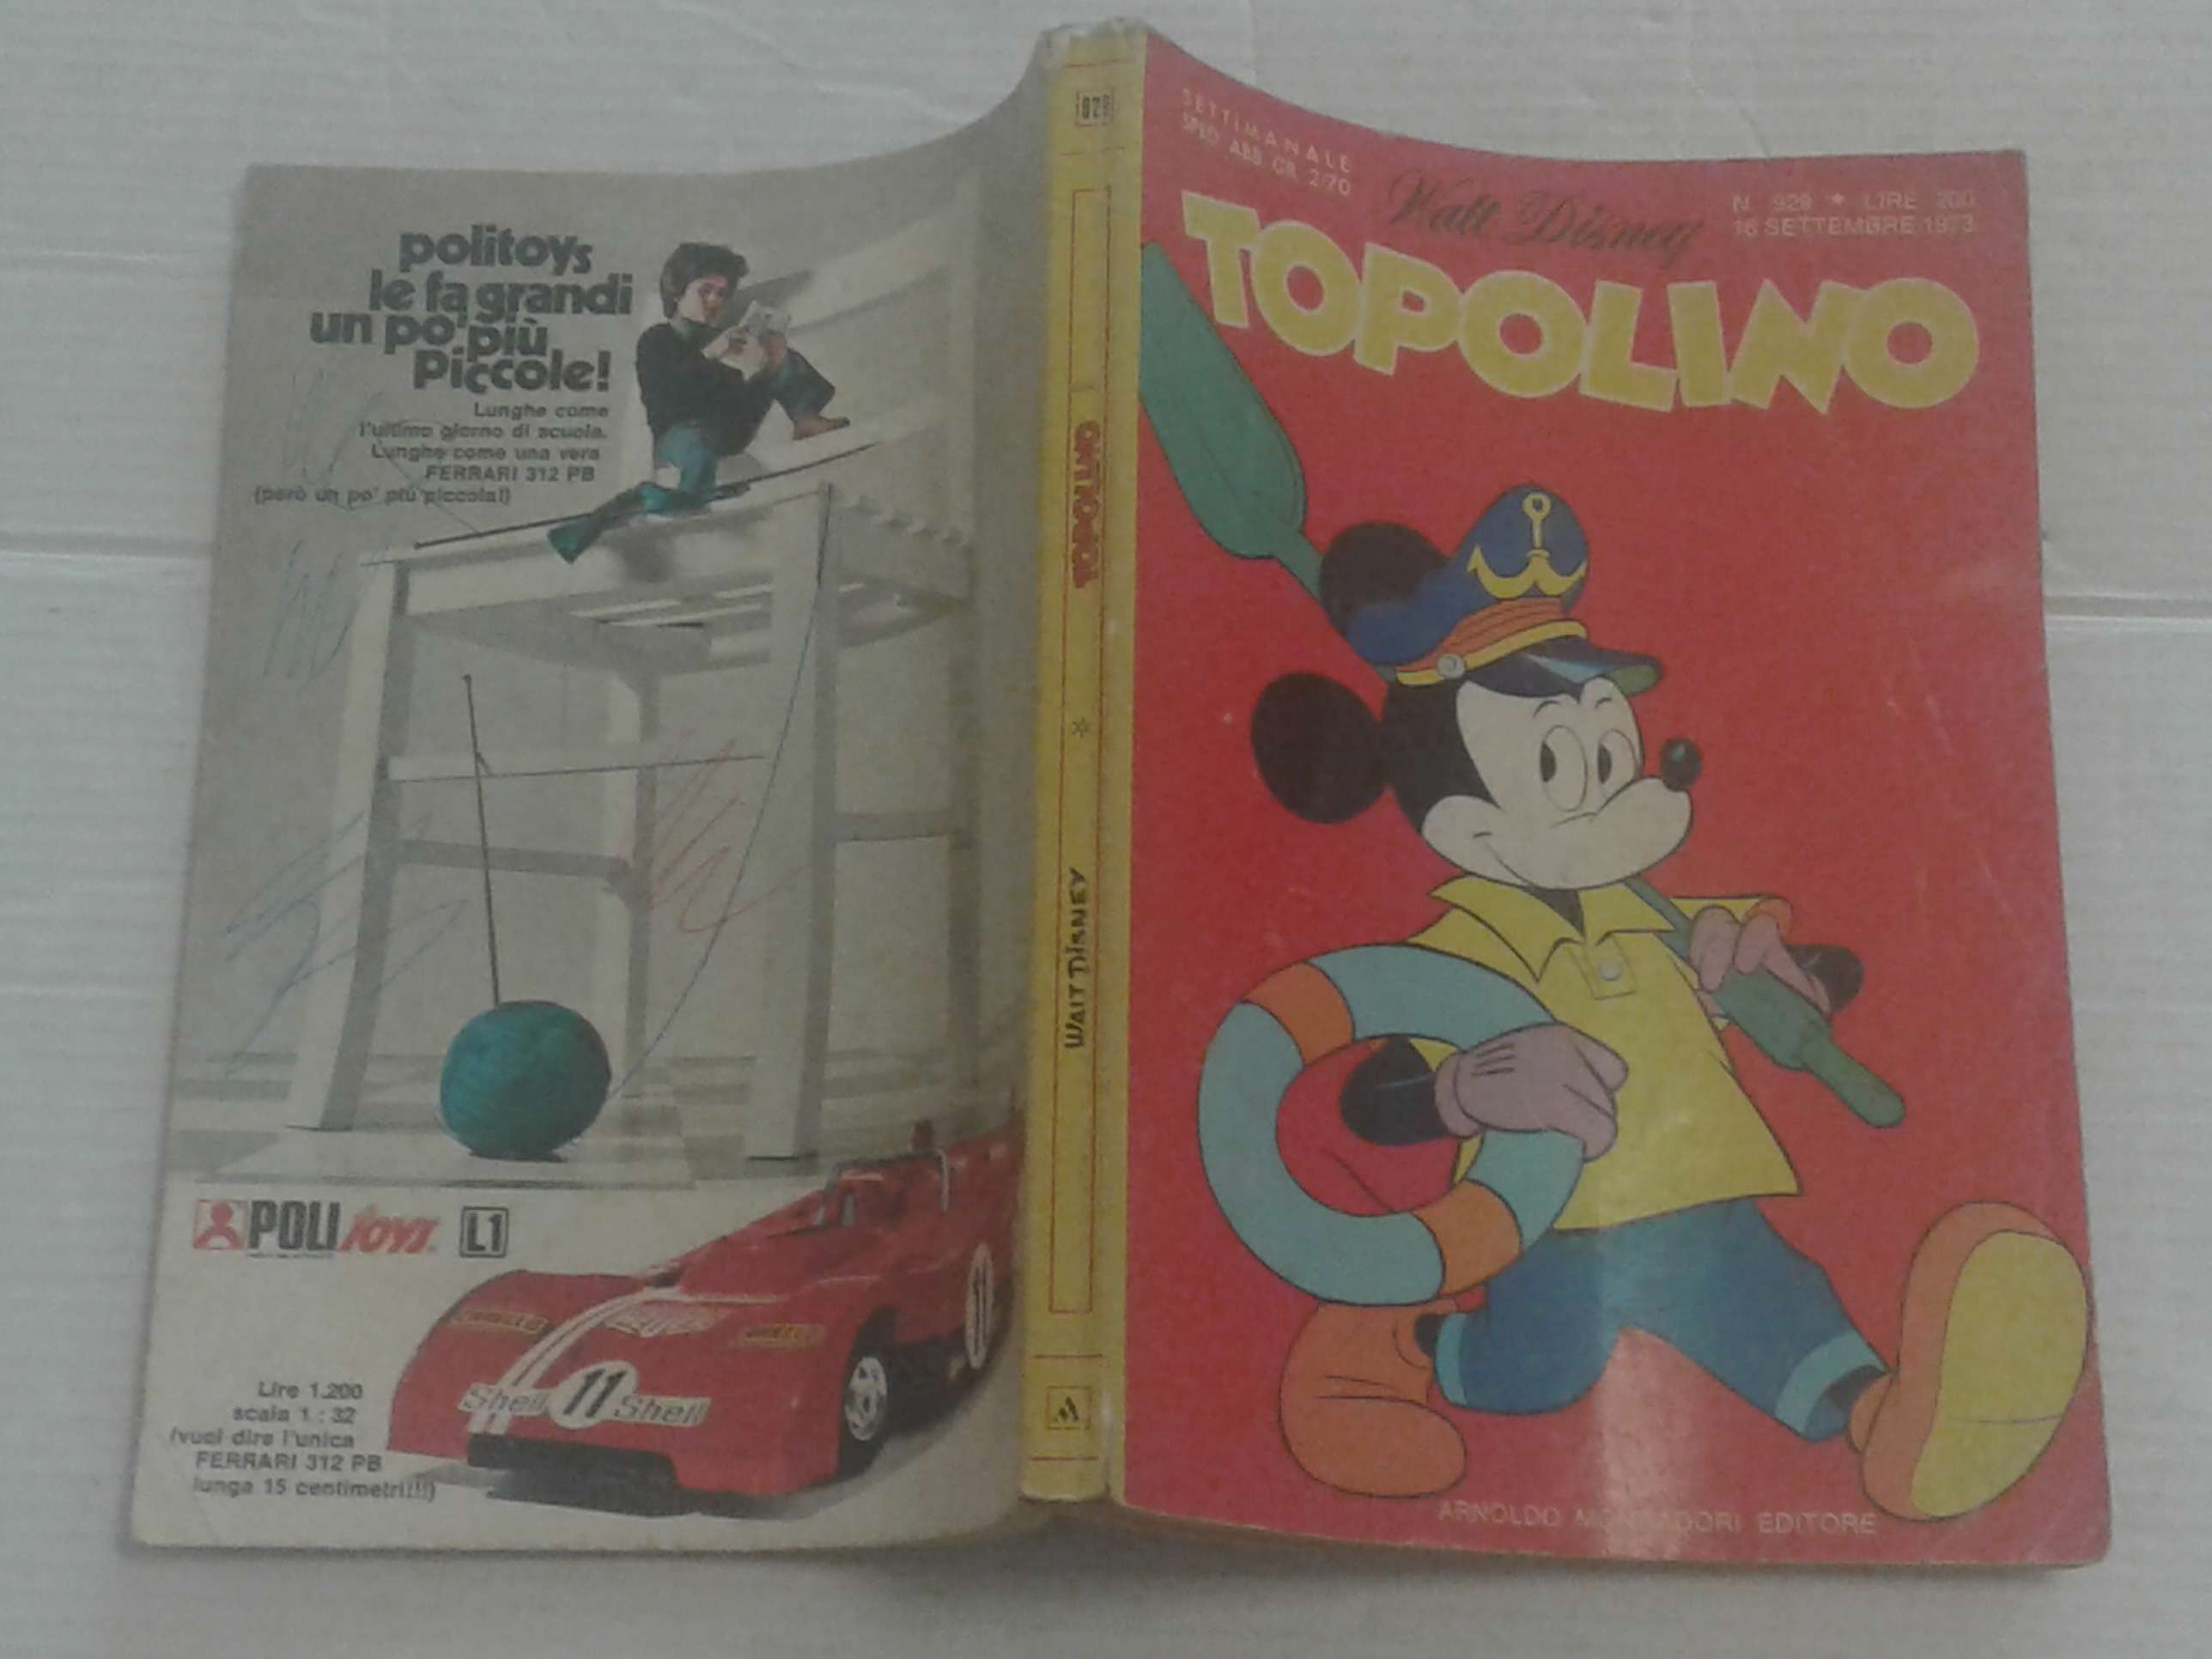 politoys
le fa grandi
un po' più
Piccole!
Lunghe come
l'ultimo giorno di scuola.
Lunghe come una vera
FERRARI 312 PB
(però un po' più piccola!)
POLITOYS L1
Shell 11 Shell
11
Lire 1.200
scala 1 : 32
(vuol dire l'unica
FERRARI 312 PB
lunga 15 centimetri!!!)
929
TOPOLINO
WALT DISNEY
SETTIMANALE
SPED ABB GR 2/70
Walt Disney
N. 929 * LIRE 200
16 SETTEMBRE 1973
TOPOLINO
ARNOLDO MONDADORI EDITORE